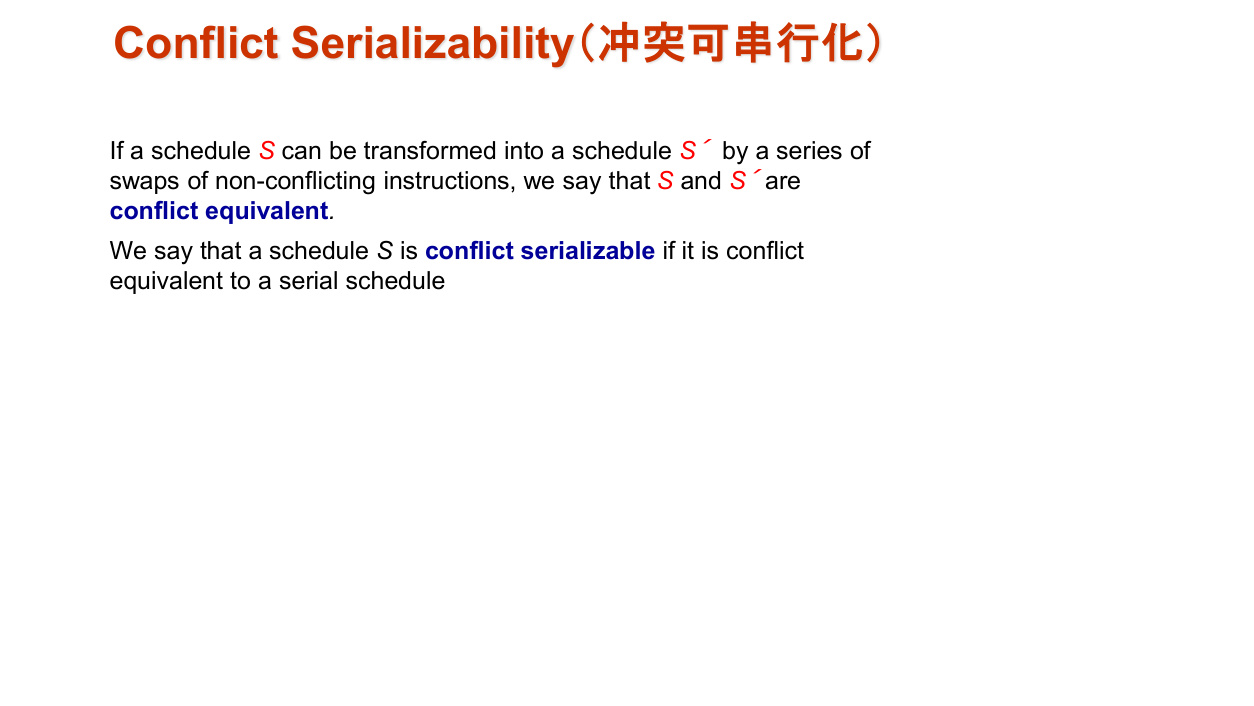 Conflict Serializability（冲突可串行化）
If a schedule S can be transformed into a schedule S´ by a series of
swaps of non-conflicting instructions, we say that S and S´ are
conflict equivalent.
We say that a schedule S is conflict serializable if it is conflict
equivalent to a serial schedule